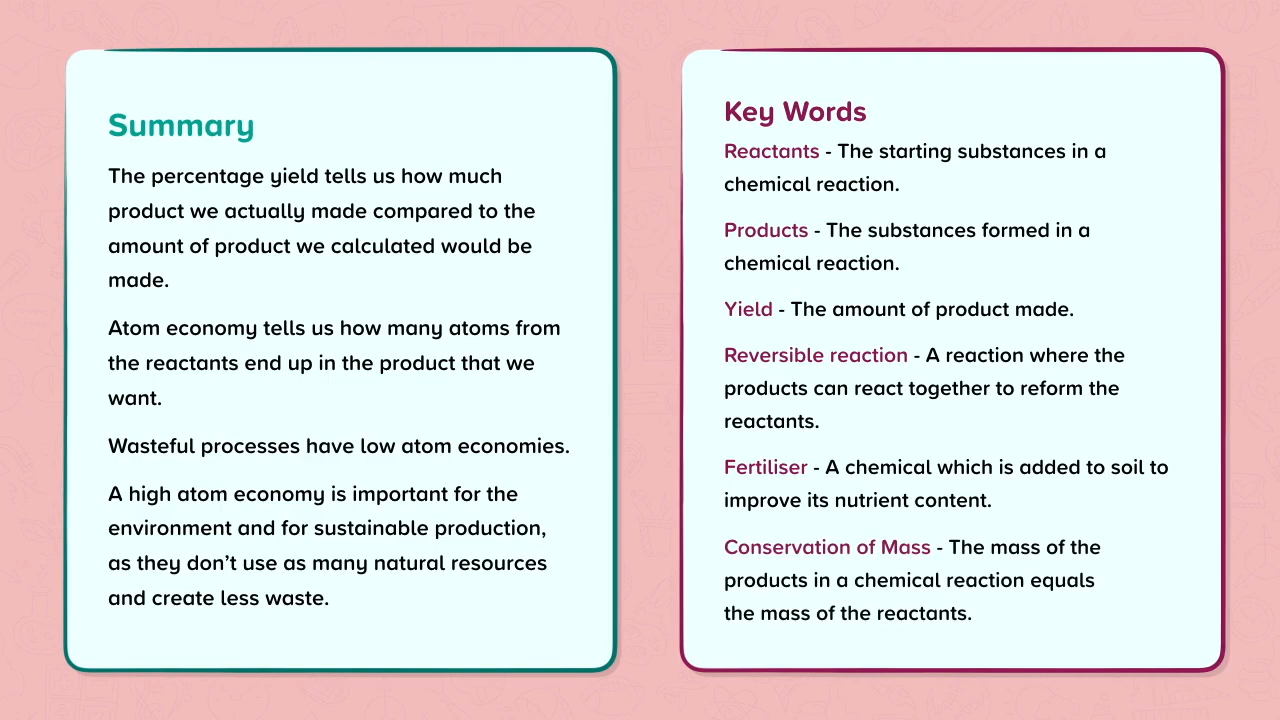 Summary
The percentage yield tells us how much
product we actually made compared to the
amount of product we calculated would be
made.
Atom economy tells us how many atoms from
the reactants end up in the product that we
want.
Wasteful processes have low atom economies.
A high atom economy is important for the
environment and for sustainable production,
as they don’t use as many natural resources
and create less waste.
Key Words
Reactants - The starting substances in a
chemical reaction.
Products - The substances formed in a
chemical reaction.
Yield - The amount of product made.
Reversible reaction - A reaction where the
products can react together to reform the
reactants.
Fertiliser - A chemical which is added to soil to
improve its nutrient content.
Conservation of Mass - The mass of the
products in a chemical reaction equals
the mass of the reactants.